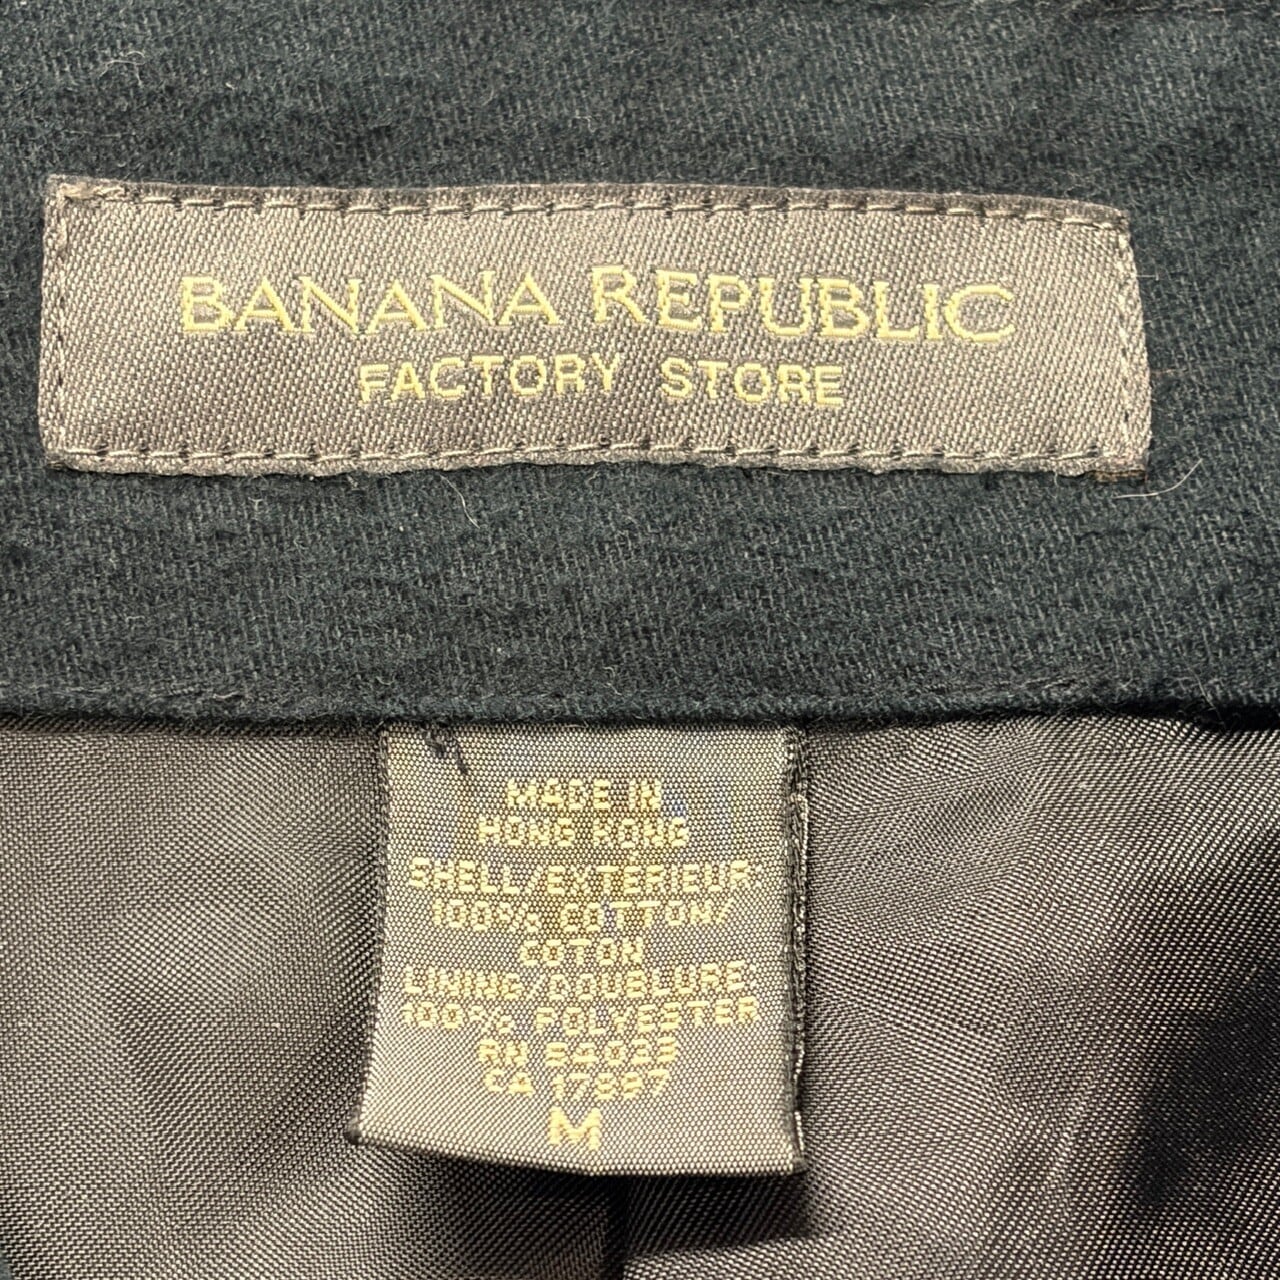 BANANA REPUBLIC
FACTORY STORE
MADE IN
HONG KONG
SHELL/EXTERIEUR
100% COTTON/
COTON
LINING/DOUBLURE:
100% POLYESTER
RN 54023
CA 17897
M